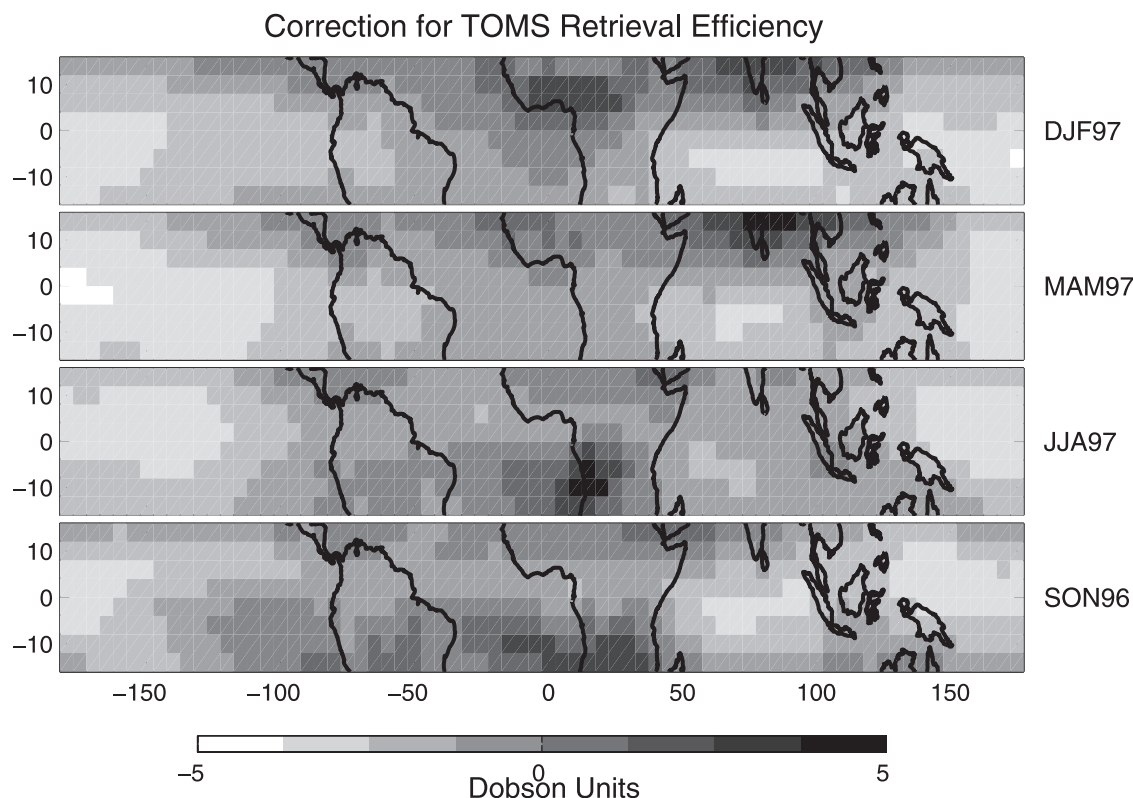 Correction for TOMS Retrieval Efficiency
10
0
−10
DJF97
10
0
−10
MAM97
10
0
−10
JJA97
10
0
−10
SON96
−150 −100 −50 0 50 100 150
−5 0 5
Dobson Units